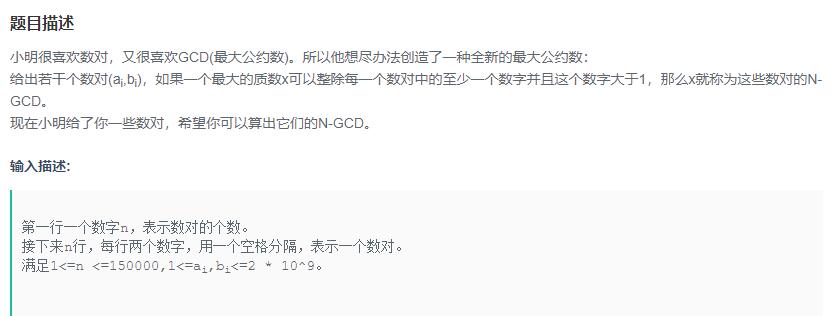 题目描述
小明很喜欢数对，又很喜欢GCD(最大公约数)。所以他想尽办法创造了一种全新的最大公约数：
给出若干个数对(ai,bi)，如果一个最大的质数x可以整除每一个数对中的至少一个数字并且这个数字大于1，那么x就称为这些数对的N-
GCD。
现在小明给了你一些数对，希望你可以算出它们的N-GCD。
输入描述:
第一行一个数字n，表示数对的个数。
接下来n行，每行两个数字，用一个空格分隔，表示一个数对。
满足1<=n <=150000,1<=ai,bi<=2 * 10^9。